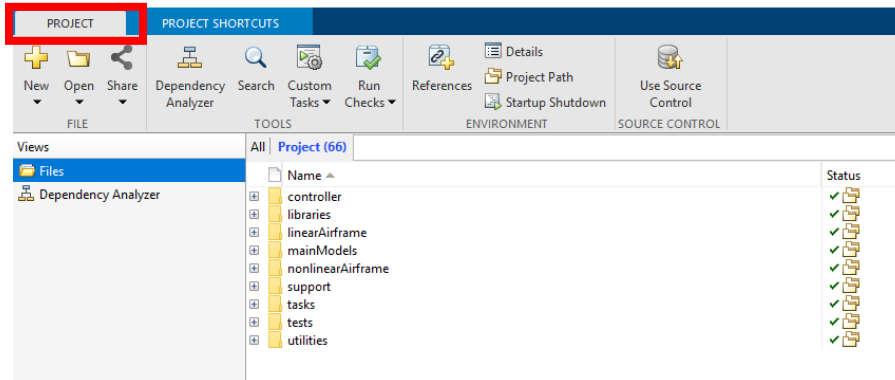 PROJECT
PROJECT SHORTCUTS
New
Open
Share
Dependency
Analyzer
Search
Custom
Tasks
Run
Checks
References
Details
Project Path
Startup Shutdown
Use Source
Control
FILE
TOOLS
ENVIRONMENT
SOURCE CONTROL
Views
Files
Dependency Analyzer
All
Project (66)
Name
Status
controller
libraries
linearAirframe
mainModels
nonlinearAirframe
support
tasks
tests
utilities